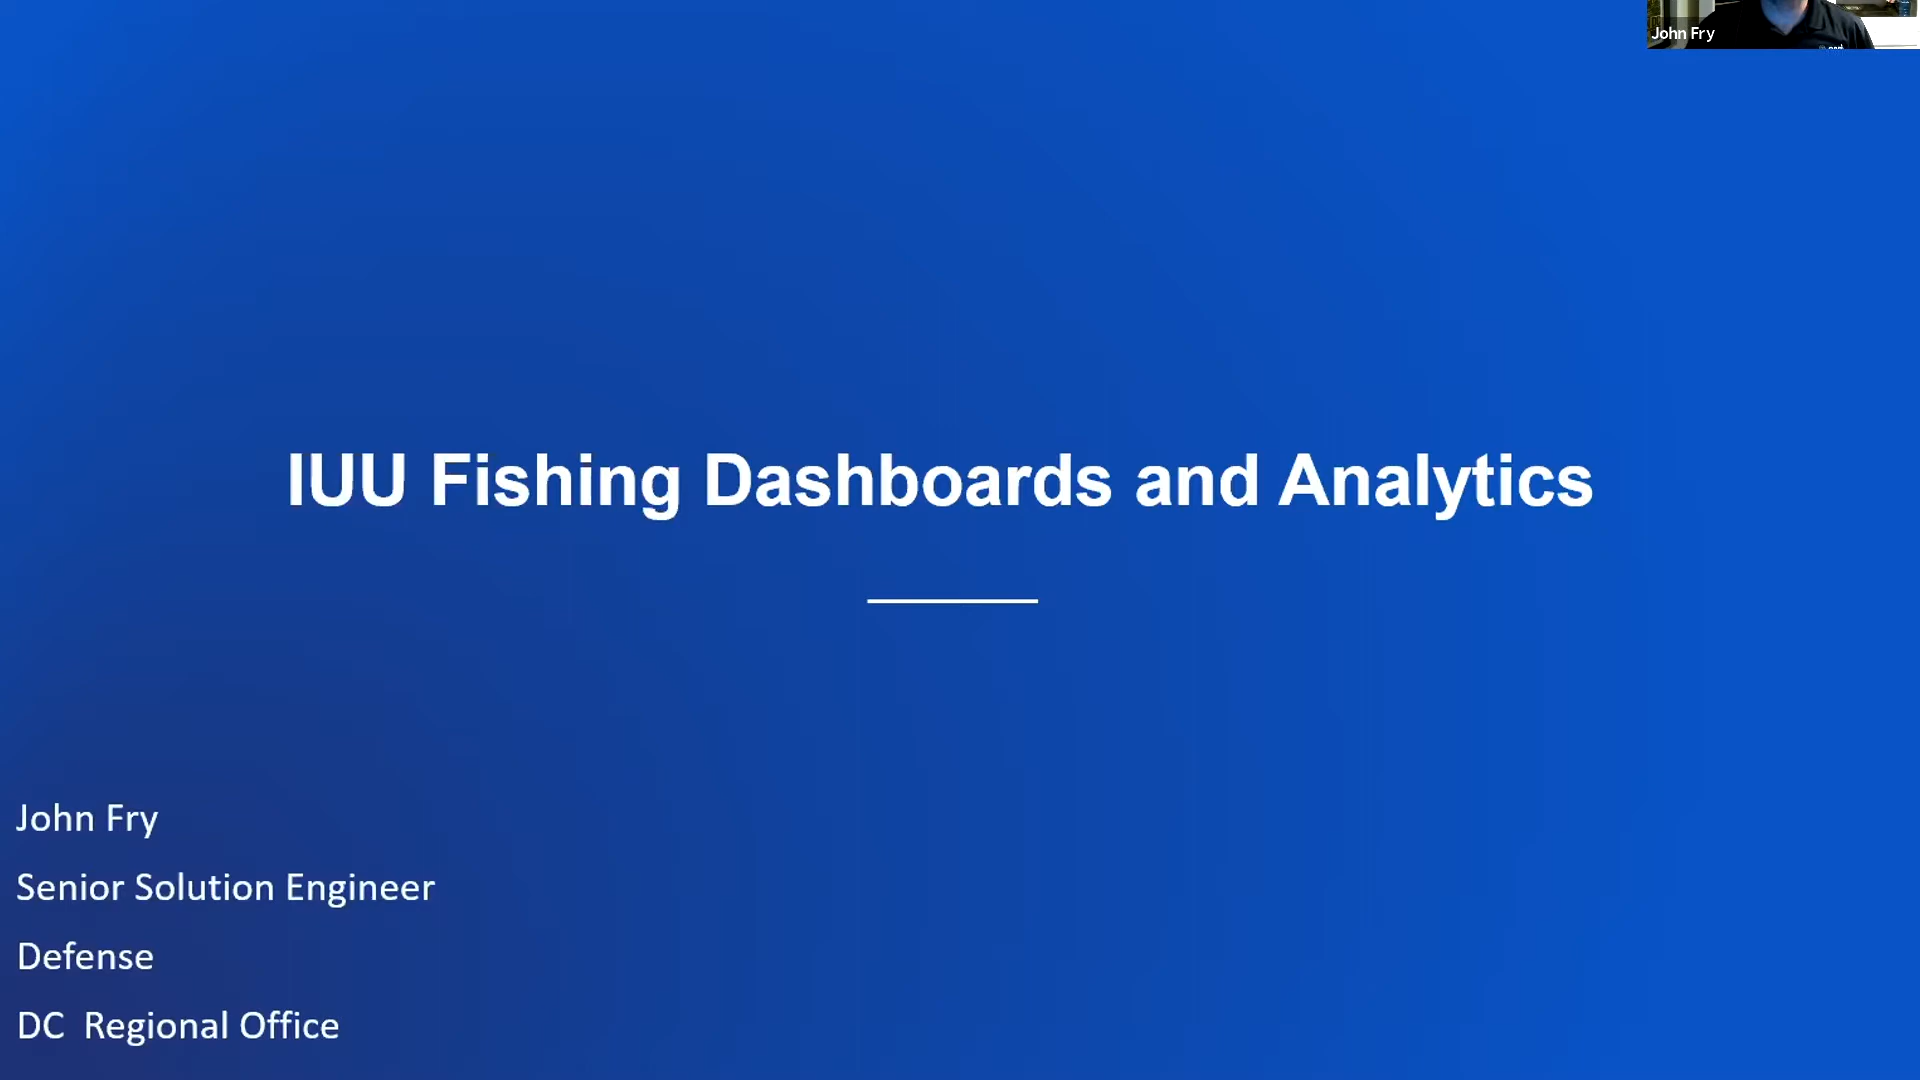 John Fry
IUU Fishing Dashboards and Analytics
John Fry
Senior Solution Engineer
Defense
DC Regional Office